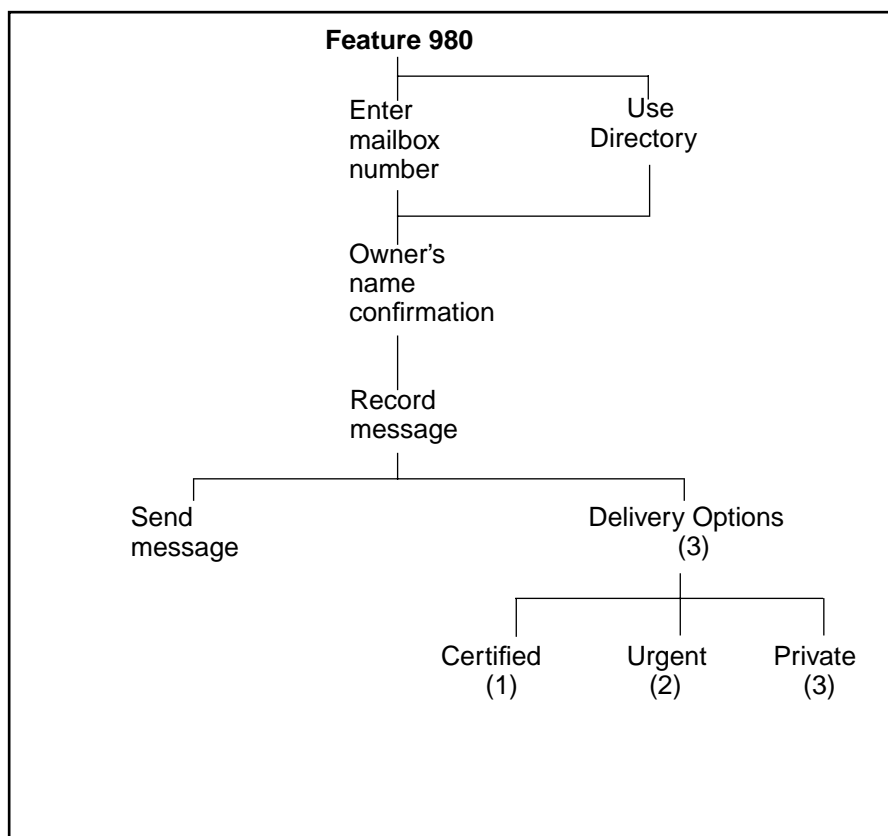 Feature 980
Enter
mailbox
number
Use
Directory
Owner’s
name
confirmation
Record
message
Send
message
Delivery Options
(3)
Certified
(1)
Urgent
(2)
Private
(3)